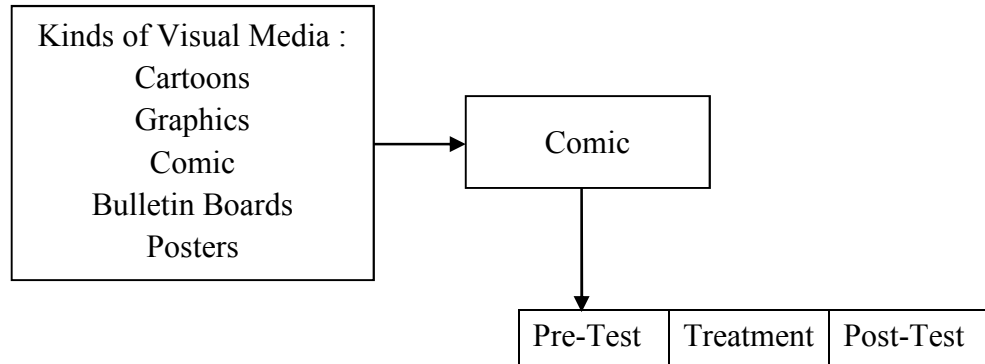 Kinds of Visual Media :
Cartoons
Graphics
Comic
Bulletin Boards
Posters
Comic
Pre-Test Treatment Post-Test